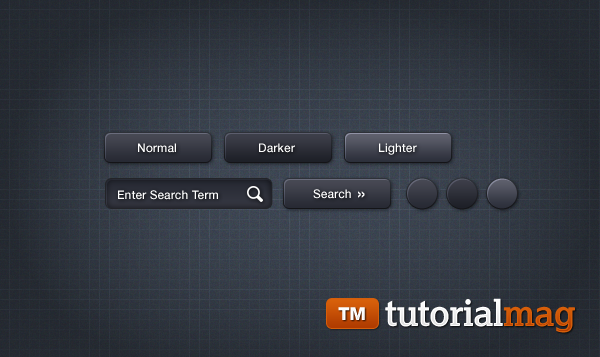 Normal
Darker
Lighter
Enter Search Term
Search »
TM tutorialmag